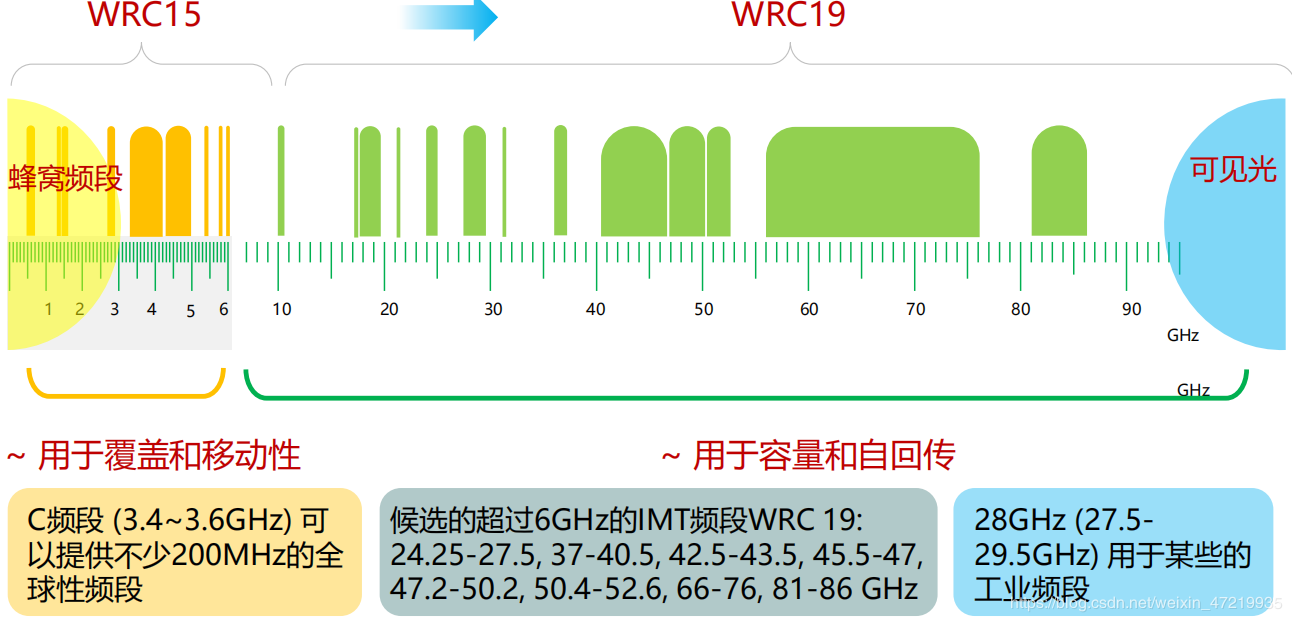 WRC15
WRC19
蜂窝频段
可见光
1 2 3 4 5 6 10 20 30 40 50 60 70 80 90
GHz
GHz
~ 用于覆盖和移动性
~ 用于容量和自回传
C频段 (3.4~3.6GHz) 可
以提供不少200MHz的全
球性频段
候选的超过6GHz的IMT频段WRC 19:
24.25-27.5, 37-40.5, 42.5-43.5, 45.5-47,
47.2-50.2, 50.4-52.6, 66-76, 81-86 GHz
28GHz (27.5-
29.5GHz) 用于某些的
工业频段
https://blog.csdn.net/weixin_47219935